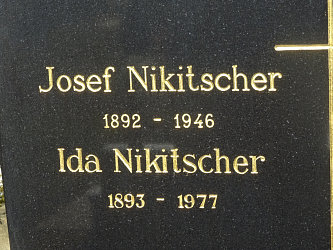 Josef Nikitscher
1892 - 1946
Ida Nikitscher
1893 - 1977